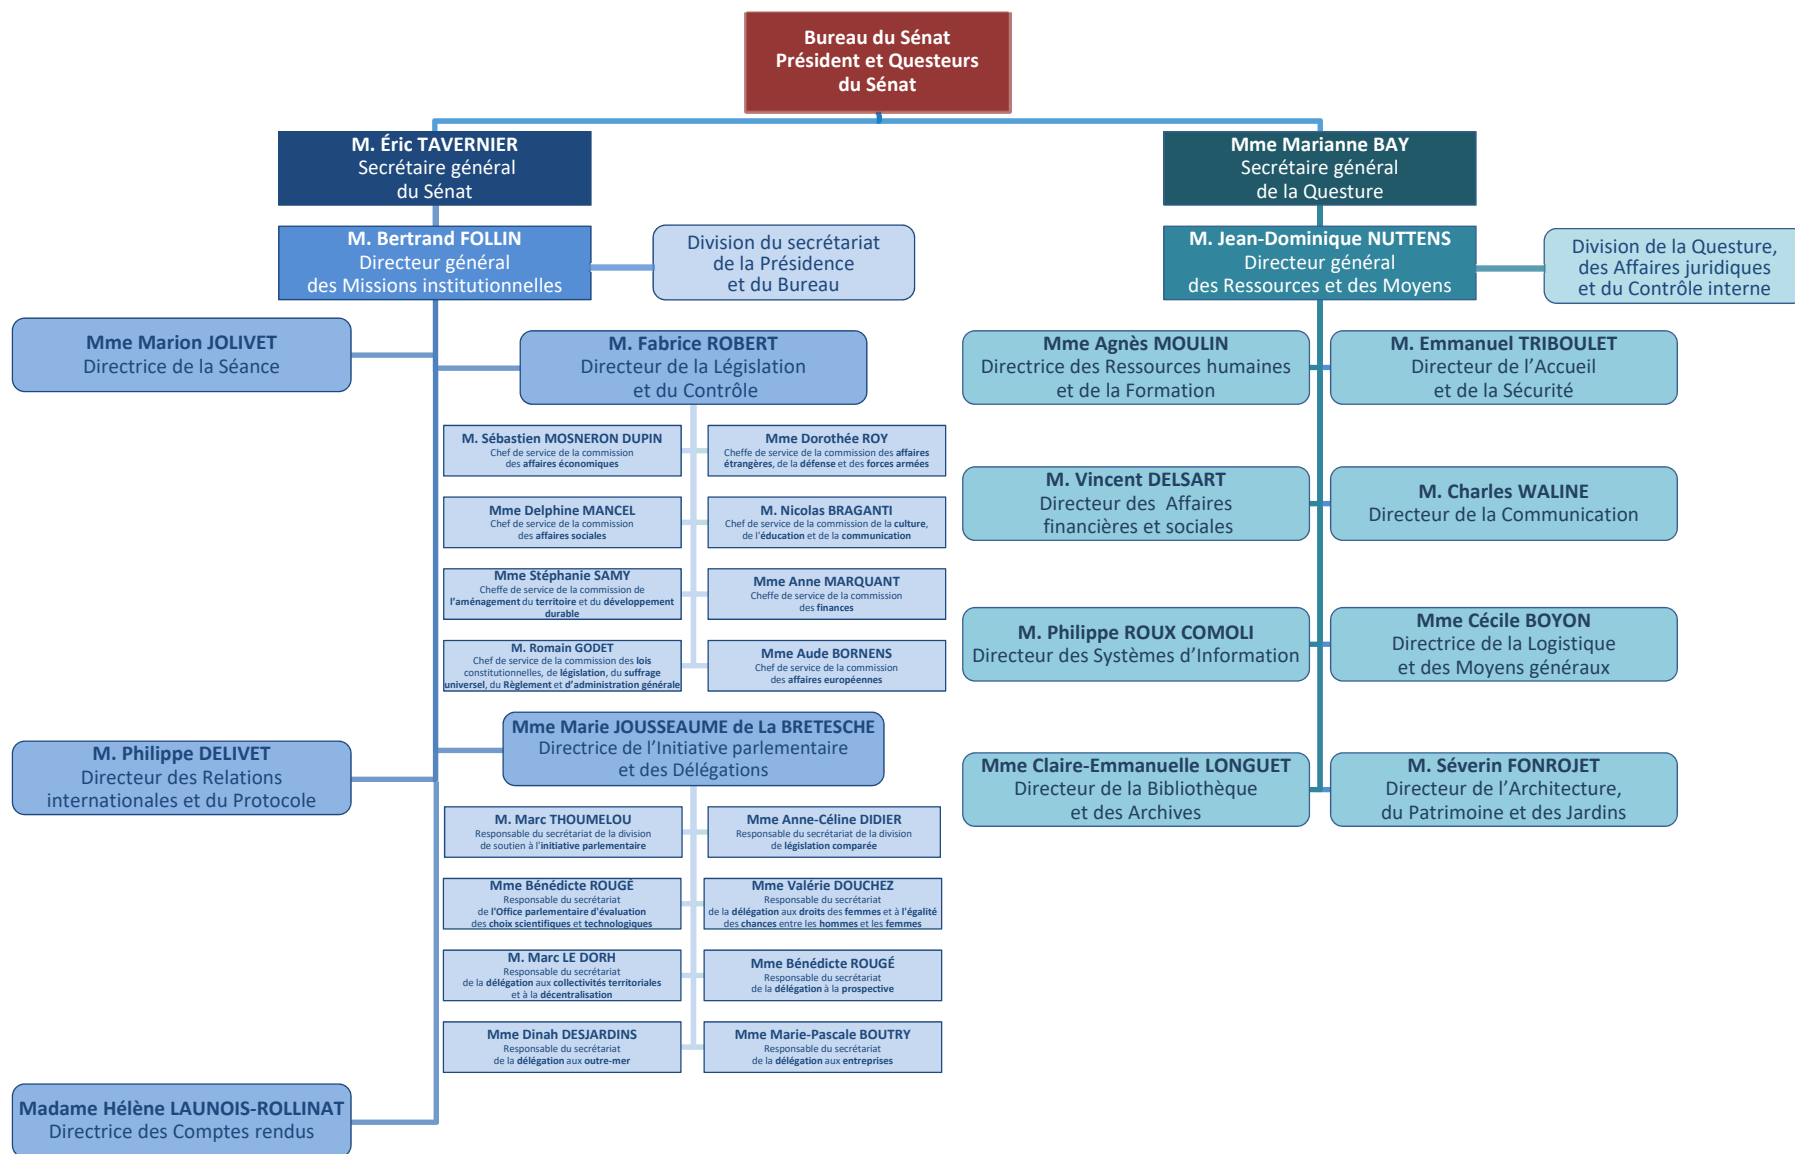 Bureau du Sénat
Président et Questeurs
du Sénat
M. Éric TAVERNIER
Secrétaire général
du Sénat
Mme Marianne BAY
Secrétaire général
de la Questure
M. Bertrand FOLLIN
Directeur général
des Missions institutionnelles
Division du secrétariat
de la Présidence
et du Bureau
M. Jean-Dominique NUTTENS
Directeur général
des Ressources et des Moyens
Division de la Questure,
des Affaires juridiques
et du Contrôle interne
Mme Marion JOLIVET
Directrice de la Séance
M. Fabrice ROBERT
Directeur de la Législation
et du Contrôle
M. Sébastien MOSNERON DUPIN
Chef de service de la commission
des affaires économiques
Mme Dorothée ROY
Cheffe de service de la commission des affaires
étrangères, de la défense et des forces armées
Mme Delphine MANCEL
Chef de service de la commission
des affaires sociales
M. Nicolas BRAGANTI
Chef de service de la commission de la culture,
de l'éducation et de la communication
Mme Stéphanie SAMY
Cheffe de service de la commission de
l'aménagement du territoire et du développement
durable
Mme Anne MARQUANT
Cheffe de service de la commission
des finances
M. Romain GODET
Chef de service de la commission des lois
constitutionnelles, de législation, du suffrage
universel, du Règlement et d'administration générale
Mme Aude BORNENS
Chef de service de la commission
des affaires européennes
M. Philippe DELIVET
Directeur des Relations
internationales et du Protocole
Mme Marie JOUSSEAUME de La BRETESCHE
Directrice de l'Initiative parlementaire
et des Délégations
M. Marc THOUMELOU
Responsable du secrétariat de la division
de soutien à l'initiative parlementaire
Mme Anne-Céline DIDIER
Responsable du secrétariat de la division
de législation comparée
Mme Bénédicte ROUGÉ
Responsable du secrétariat
de l'Office parlementaire d'évaluation
des choix scientifiques et technologiques
Mme Valérie DOUCHEZ
Responsable du secrétariat
de la délégation aux droits des femmes et à l'égalité
des chances entre les hommes et les femmes
M. Marc LE DORH
Responsable du secrétariat
de la délégation aux collectivités territoriales
et à la décentralisation
Mme Bénédicte ROUGÉ
Responsable du secrétariat
de la délégation à la prospective
Mme Dinah DESJARDINS
Responsable du secrétariat
de la délégation aux outre-mer
Mme Marie-Pascale BOUTRY
Responsable du secrétariat
de la délégation aux entreprises
Madame Hélène LAUNOIS-ROLLINAT
Directrice des Comptes rendus
Mme Agnès MOULIN
Directrice des Ressources humaines
et de la Formation
M. Emmanuel TRIBOULET
Directeur de l'Accueil
et de la Sécurité
M. Vincent DELSART
Directeur des Affaires
financières et sociales
M. Charles WALINE
Directeur de la Communication
M. Philippe ROUX COMOLI
Directeur des Systèmes d'Information
Mme Cécile BOYON
Directrice de la Logistique
et des Moyens généraux
Mme Claire-Emmanuelle LONGUET
Directeur de la Bibliothèque
et des Archives
M. Séverin FONROJET
Directeur de l'Architecture,
du Patrimoine et des Jardins